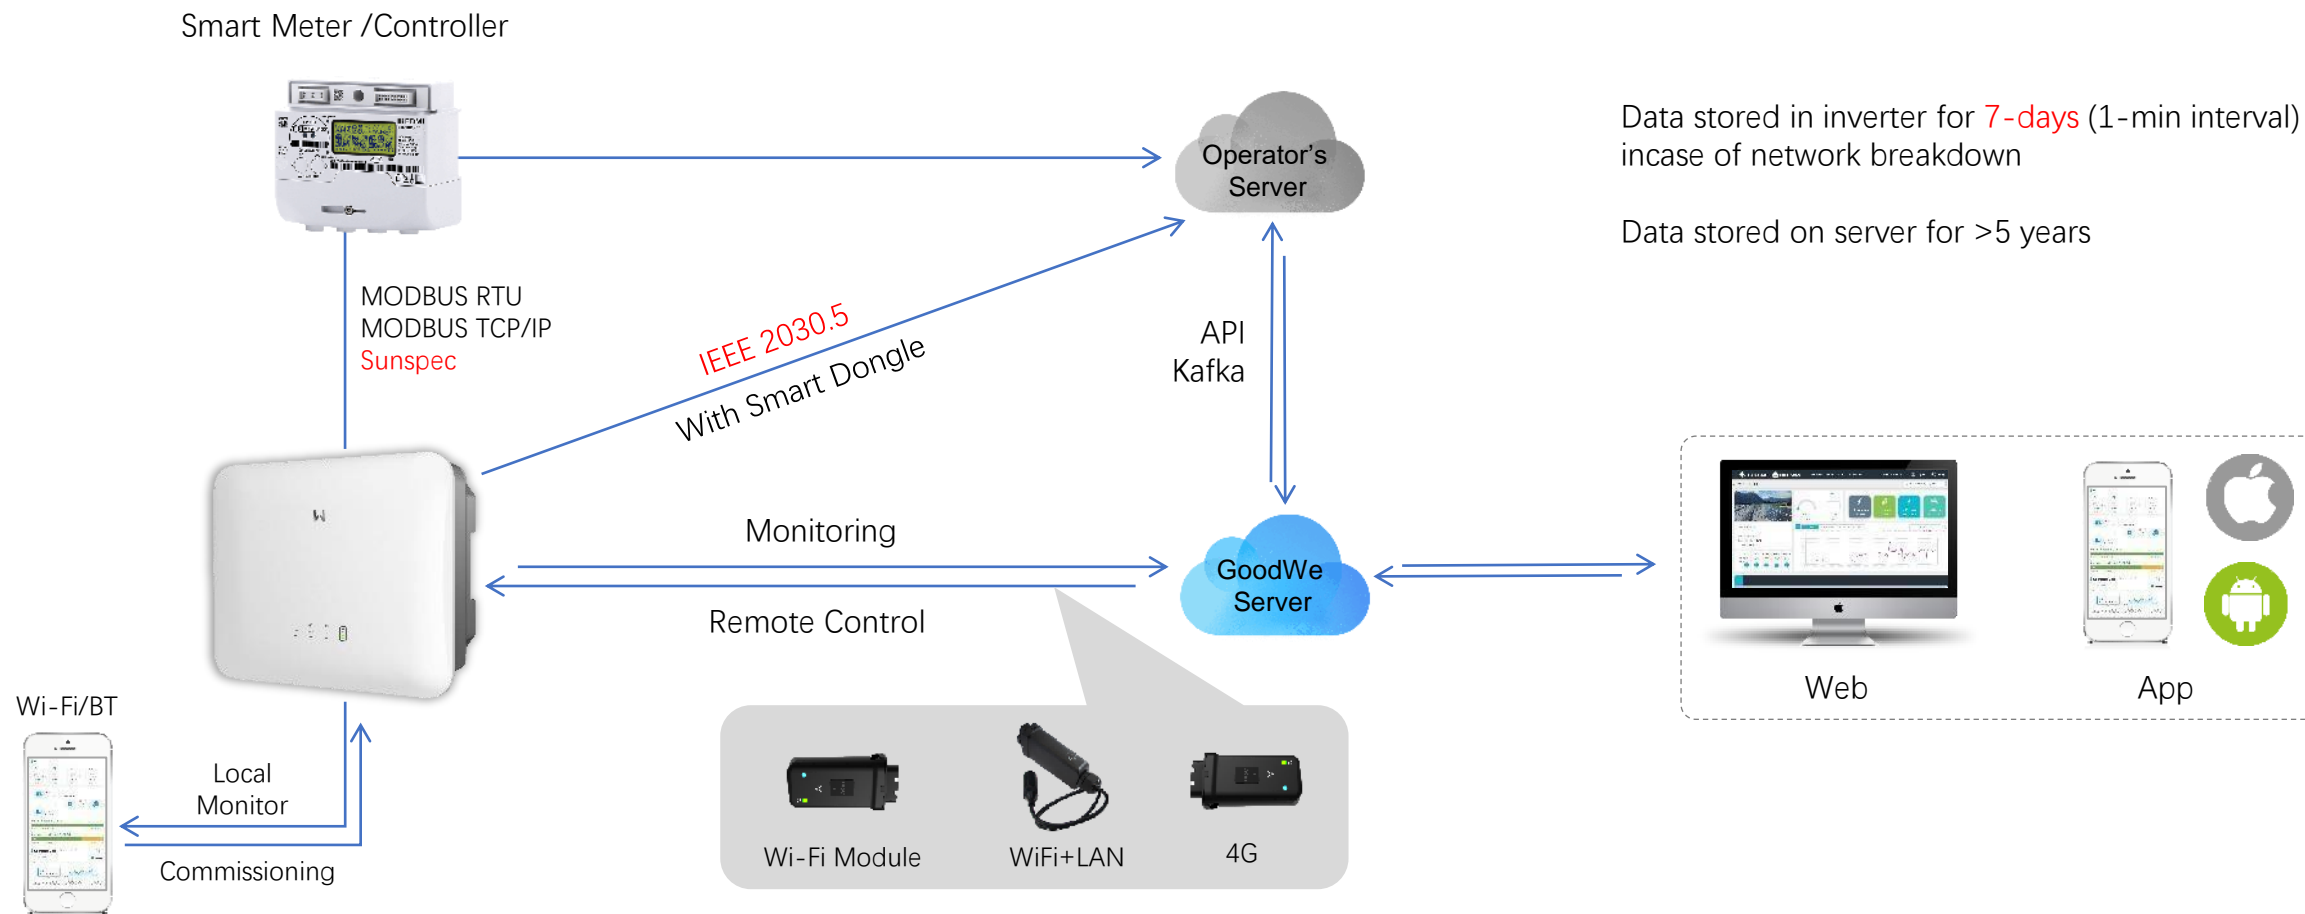 Smart Meter /Controller
Operator's
Server
Data stored in inverter for 7-days (1-min interval)
incase of network breakdown
Data stored on server for >5 years
MODBUS RTU
MODBUS TCP/IP
Sunspec
IEEE 2030.5
With Smart Dongle
API
Kafka
Monitoring
GoodWe
Server
Remote Control
Web
App
Wi-Fi/BT
Local
Monitor
Commissioning
Wi-Fi Module
WiFi+LAN
4G